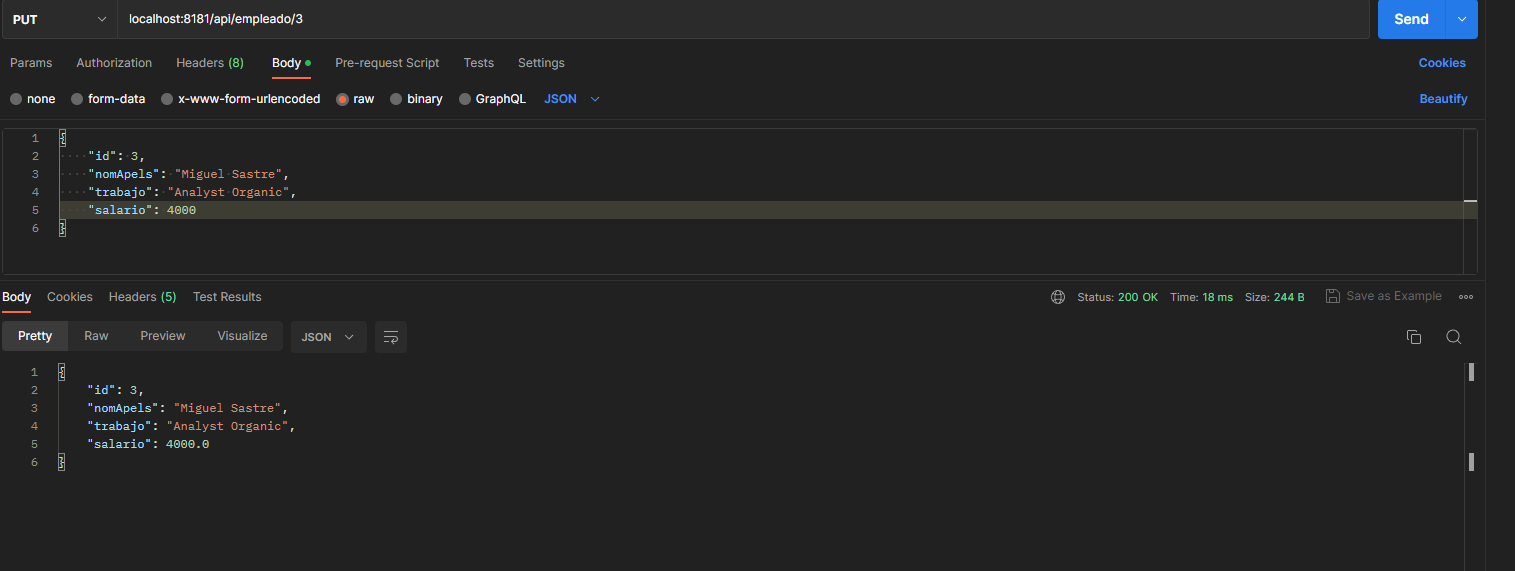 PUT localhost:8181/api/empleado/3 Send
Params Authorization Headers (8) Body Pre-request Script Tests Settings Cookies
none form-data x-www-form-urlencoded raw binary GraphQL JSON Beautify
1 {
2 "id": 3,
3 "nomApels": "Miguel Sastre",
4 "trabajo": "Analyst Organic",
5 "salario": 4000
6 }
Body Cookies Headers (5) Test Results Status: 200 OK Time: 18 ms Size: 244 B Save as Example
Pretty Raw Preview Visualize JSON
1 {
2 "id": 3,
3 "nomApels": "Miguel Sastre",
4 "trabajo": "Analyst Organic",
5 "salario": 4000.0
6 }